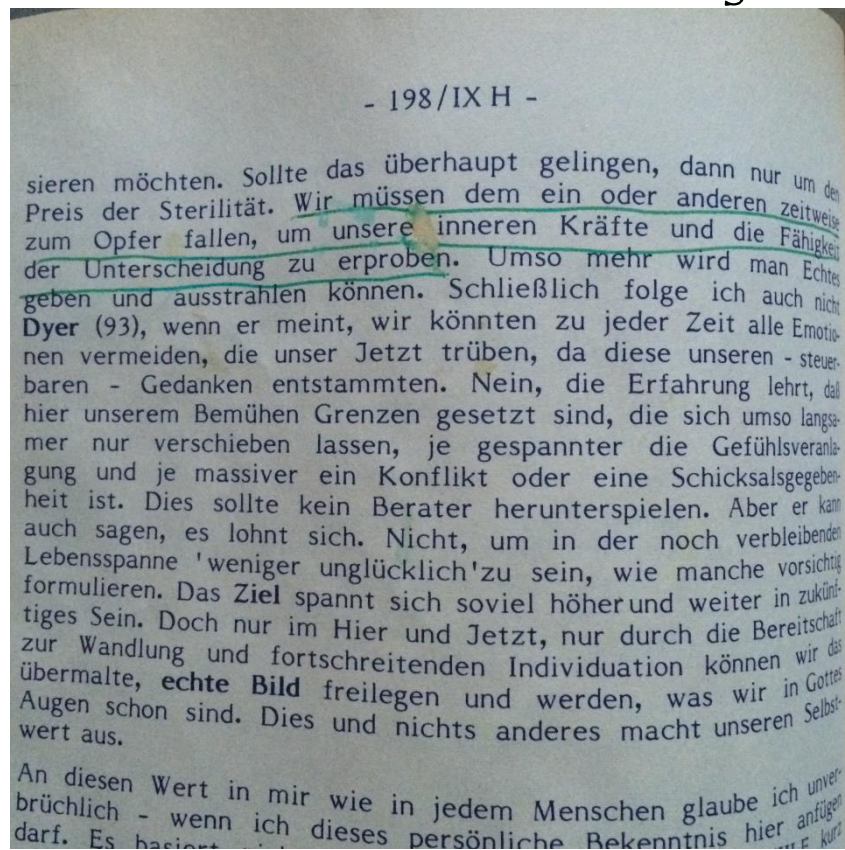 - 198/IX H -
sieren möchten. Sollte das überhaupt gelingen, dann nur um den
Preis der Sterilität. Wir müssen dem ein oder anderen zeitweise
zum Opfer fallen, um unsere inneren Kräfte und die Fähigkeit
der Unterscheidung zu erproben. Umso mehr wird man Echtes
geben und ausstrahlen können. Schließlich folge ich auch nicht
Dyer (93), wenn er meint, wir könnten zu jeder Zeit alle Emotio-
nen vermeiden, die unser Jetzt trüben, da diese unseren - steuer-
baren - Gedanken entstammten. Nein, die Erfahrung lehrt, daß
hier unserem Bemühen Grenzen gesetzt sind, die sich umso langsa-
mer nur verschieben lassen, je gespannter die Gefühlsveranla-
gung und je massiver ein Konflikt oder eine Schicksalsgegeben-
heit ist. Dies sollte kein Berater herunterspielen. Aber er kann
auch sagen, es lohnt sich. Nicht, um in der noch verbleibenden
Lebensspanne 'weniger unglücklich' zu sein, wie manche vorsichtig
formulieren. Das Ziel spannt sich soviel höher und weiter in zukünf-
tiges Sein. Doch nur im Hier und Jetzt, nur durch die Bereitschaft
zur Wandlung und fortschreitenden Individuation können wir das
übermalte, echte Bild freilegen und werden, was wir in Gottes
Augen schon sind. Dies und nichts anderes macht unseren Selbst-
wert aus.
An diesen Wert in mir wie in jedem Menschen glaube ich unver-
brüchlich - wenn ich dieses persönliche Bekenntnis hier anfügen
darf. Es basiert kurz